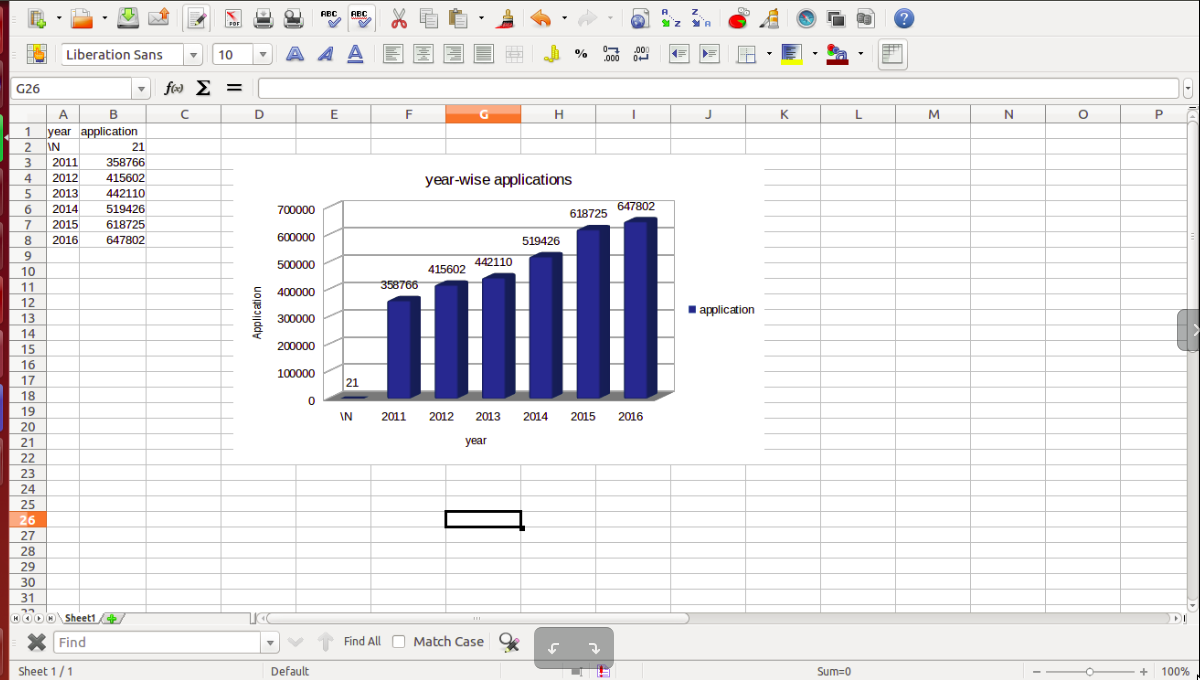 ABC ABC
Liberation Sans 10 % .000 .000
G26 f(x) Σ =
A B C D E F G H I J K L M N O P
1 year application
2 \N 21
3 2011 358766
4 2012 415602
5 2013 442110
6 2014 519426
7 2015 618725
8 2016 647802
9
10
11
12
13
14
15
16
17
18
19
20
21
22
23
24
25
26
27
28
29
30
31
year-wise applications
700000
600000
500000
400000
300000
200000
100000
0
Application
21
358766
415602
442110
519426
618725
647802
\N 2011 2012 2013 2014 2015 2016
year
application
Sheet1
Find Find All Match Case
Sheet 1 / 1 Default Sum=0 100%